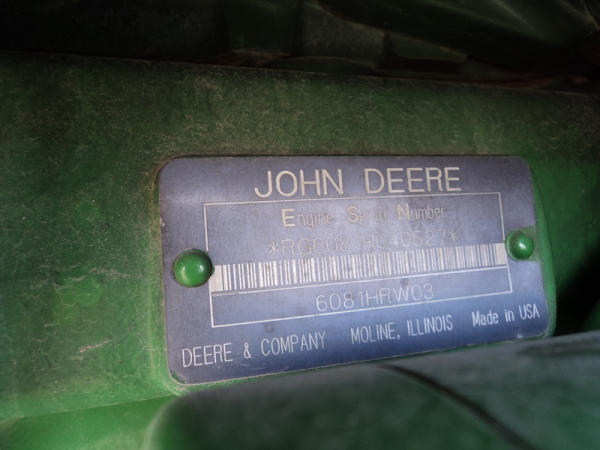 JOHN DEERE
Engine Serial Number
6081HRW03
DEERE & COMPANY MOLINE, ILLINOIS Made in USA